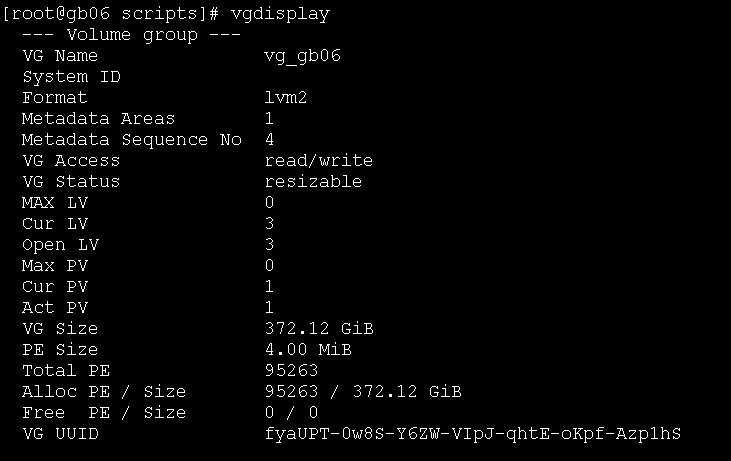 [root@gb06 scripts]# vgdisplay
--- Volume group ---
VG Name vg_gb06
System ID
Format lvm2
Metadata Areas 1
Metadata Sequence No 4
VG Access read/write
VG Status resizable
MAX LV 0
Cur LV 3
Open LV 3
Max PV 0
Cur PV 1
Act PV 1
VG Size 372.12 GiB
PE Size 4.00 MiB
Total PE 95263
Alloc PE / Size 95263 / 372.12 GiB
Free PE / Size 0 / 0
VG UUID fyaUPT-0w8S-Y6ZW-VIpJ-qhtE-oKpf-Azp1hS